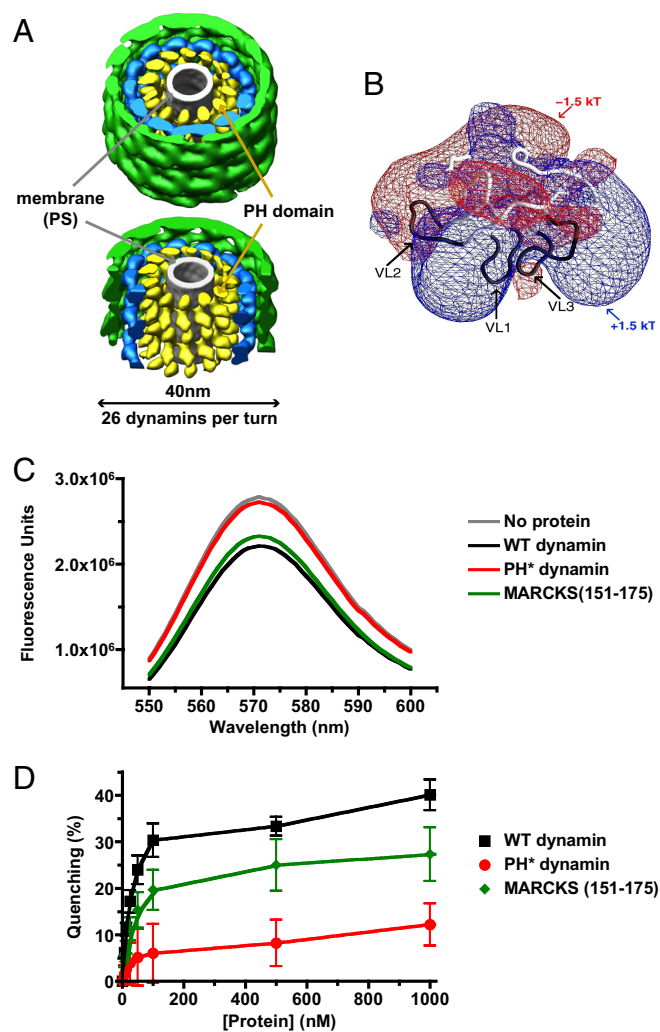 A
membrane
(PS)
PH domain
40nm
26 dynamins per turn
B
−1.5 kT
VL2
VL1
VL3
+1.5 kT
C
Fluorescence Units
3.0x10⁶
2.0x10⁶
1.0x10⁶
550 560 570 580 590 600
Wavelength (nm)
No protein
WT dynamin
PH* dynamin
MARCKS(151-175)
D
Quenching (%)
40
30
20
10
0
0 200 400 600 800 1000
[Protein] (nM)
WT dynamin
PH* dynamin
MARCKS (151-175)